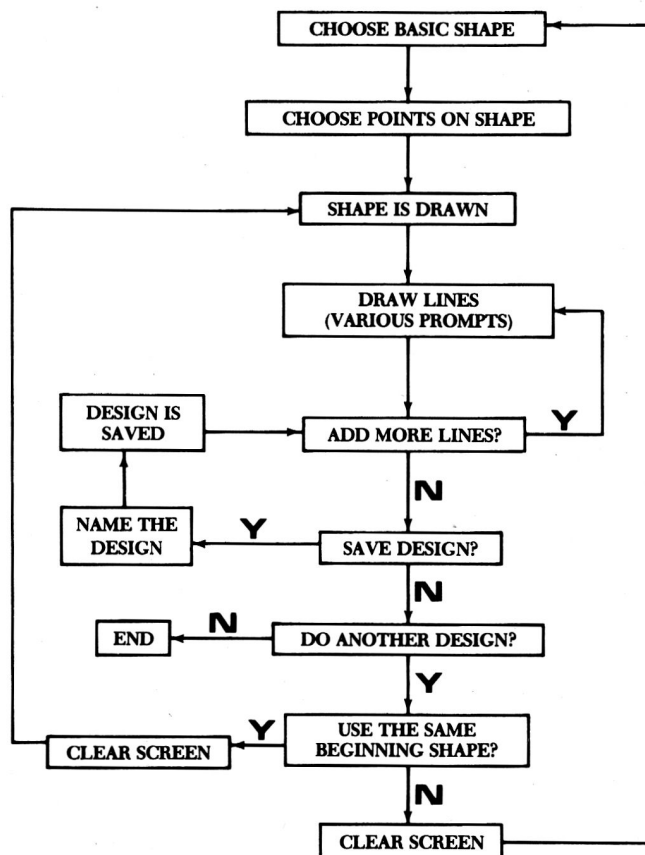 CHOOSE BASIC SHAPE
CHOOSE POINTS ON SHAPE
SHAPE IS DRAWN
DRAW LINES
(VARIOUS PROMPTS)
DESIGN IS
SAVED
ADD MORE LINES?
Y
N
NAME THE
DESIGN
Y
SAVE DESIGN?
N
END
N
DO ANOTHER DESIGN?
Y
USE THE SAME
BEGINNING SHAPE?
Y
CLEAR SCREEN
N
CLEAR SCREEN